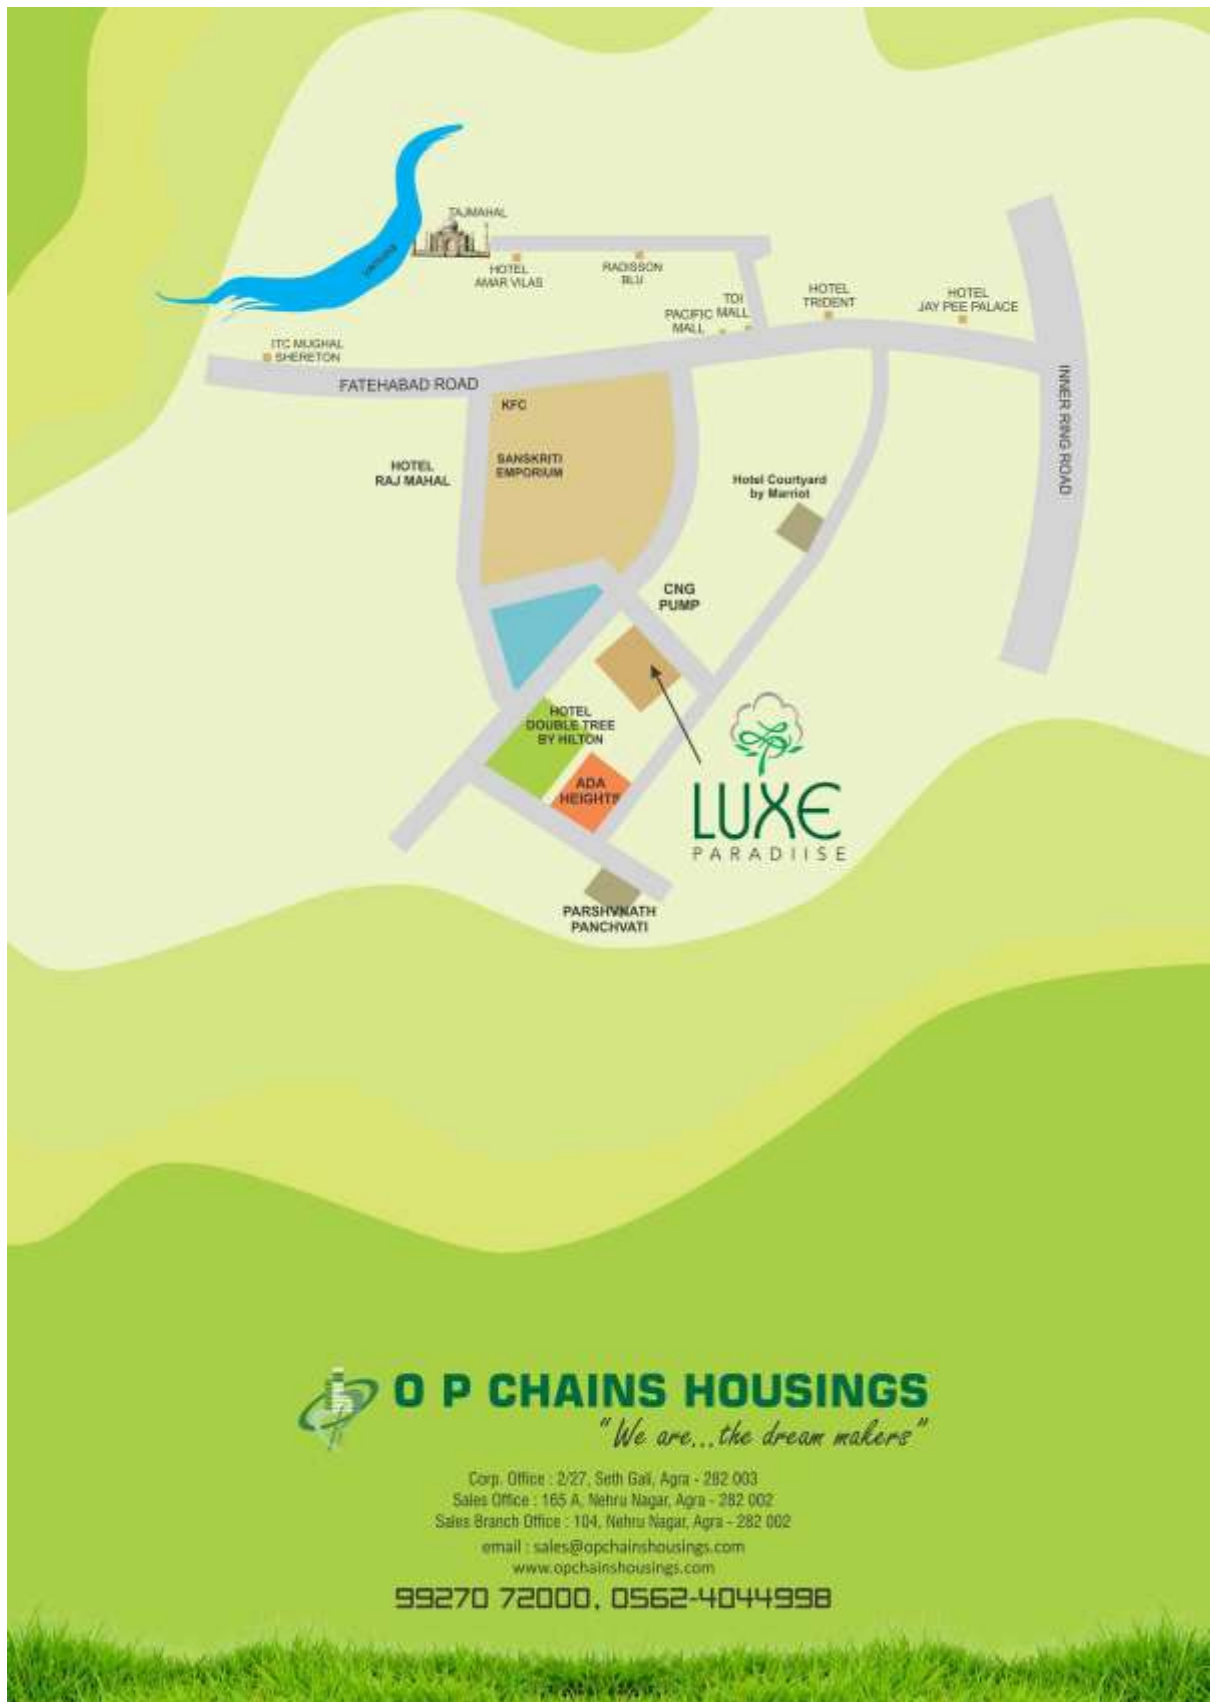 TAJMAHAL
YAMUNA
HOTEL
AMAR VILAS
RADISSON
BLU
TDI
MALL
PACIFIC
MALL
HOTEL
TRIDENT
HOTEL
JAY PEE PALACE
ITC MUGHAL
SHERETON
FATEHABAD ROAD
INNER RING ROAD
KFC
SANSKRITI
EMPORIUM
HOTEL
RAJ MAHAL
Hotel Courtyard
by Marriot
CNG
PUMP
HOTEL
DOUBLE TREE
BY HILTON
ADA
HEIGHTS
LUXE
PARADIISE
PARSHVNATH
PANCHVATI
O P CHAINS HOUSINGS
"We are...the dream makers"
Corp. Office : 2/27, Seth Gali, Agra - 282 003
Sales Office : 165 A, Nehru Nagar, Agra - 282 002
Sales Branch Office : 104, Nehru Nagar, Agra - 282 002
email : sales@opchainshousings.com
www.opchainshousings.com
99270 72000, 0562-4044998